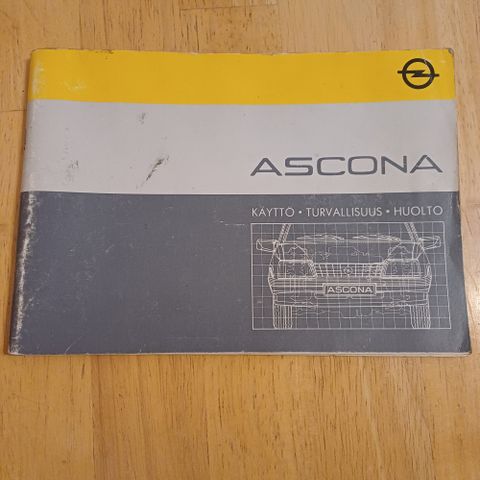 ASCONA
KÄYTTÖ • TURVALLISUUS • HUOLTO
ASCONA